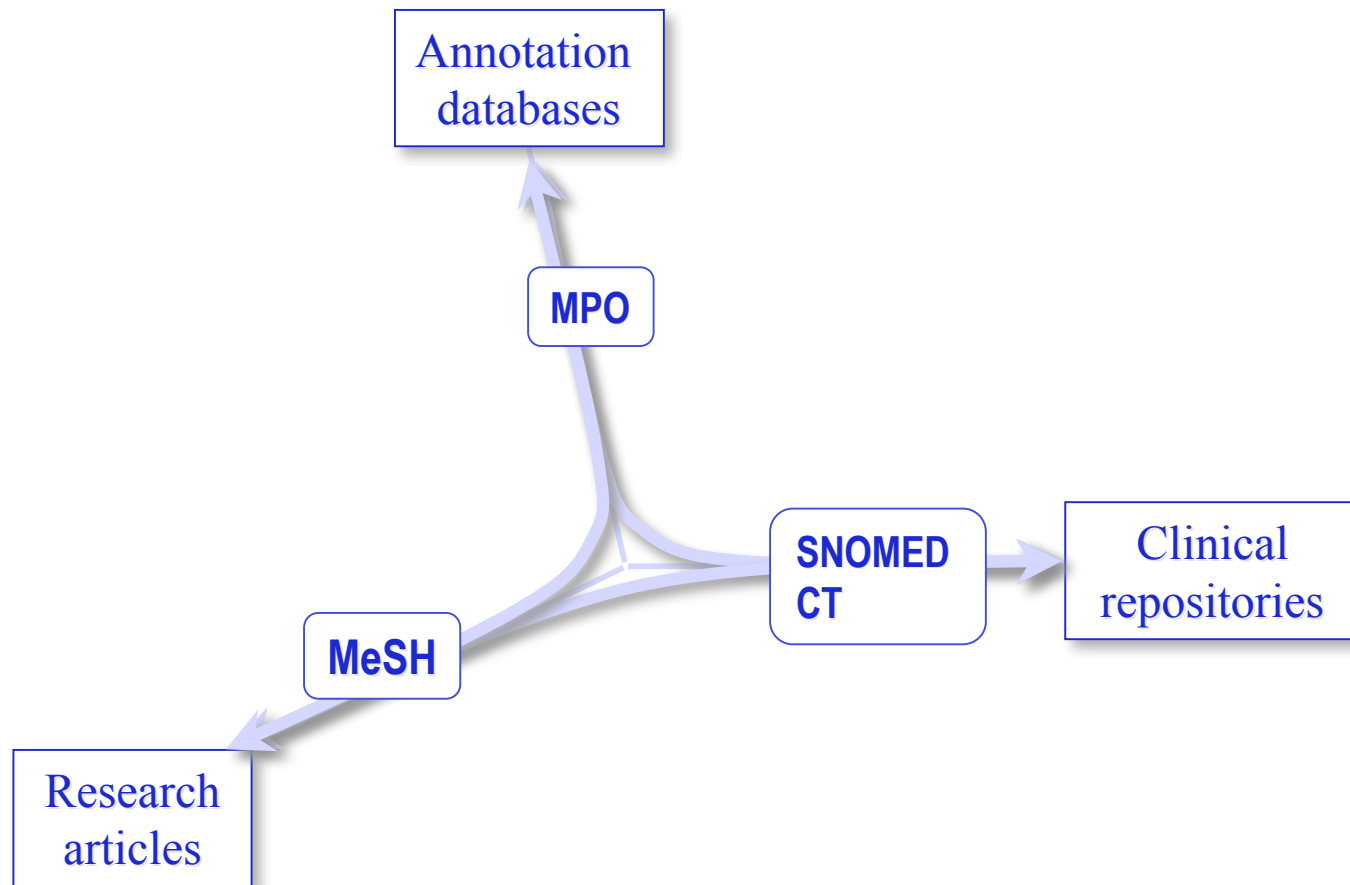 Annotation
databases
MPO
SNOMED
CT
Clinical
repositories
MeSH
Research
articles